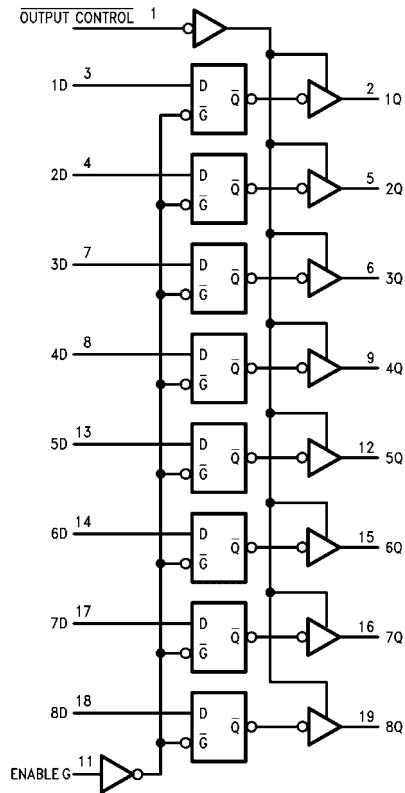 OUTPUT CONTROL 1
1D 3 D G̅ Q̅ 2 1Q
2D 4 D G̅ Q̅ 5 2Q
3D 7 D G̅ Q̅ 6 3Q
4D 8 D G̅ Q̅ 9 4Q
5D 13 D G̅ Q̅ 12 5Q
6D 14 D G̅ Q̅ 15 6Q
7D 17 D G̅ Q̅ 16 7Q
8D 18 D G̅ Q̅ 19 8Q
ENABLE G 11